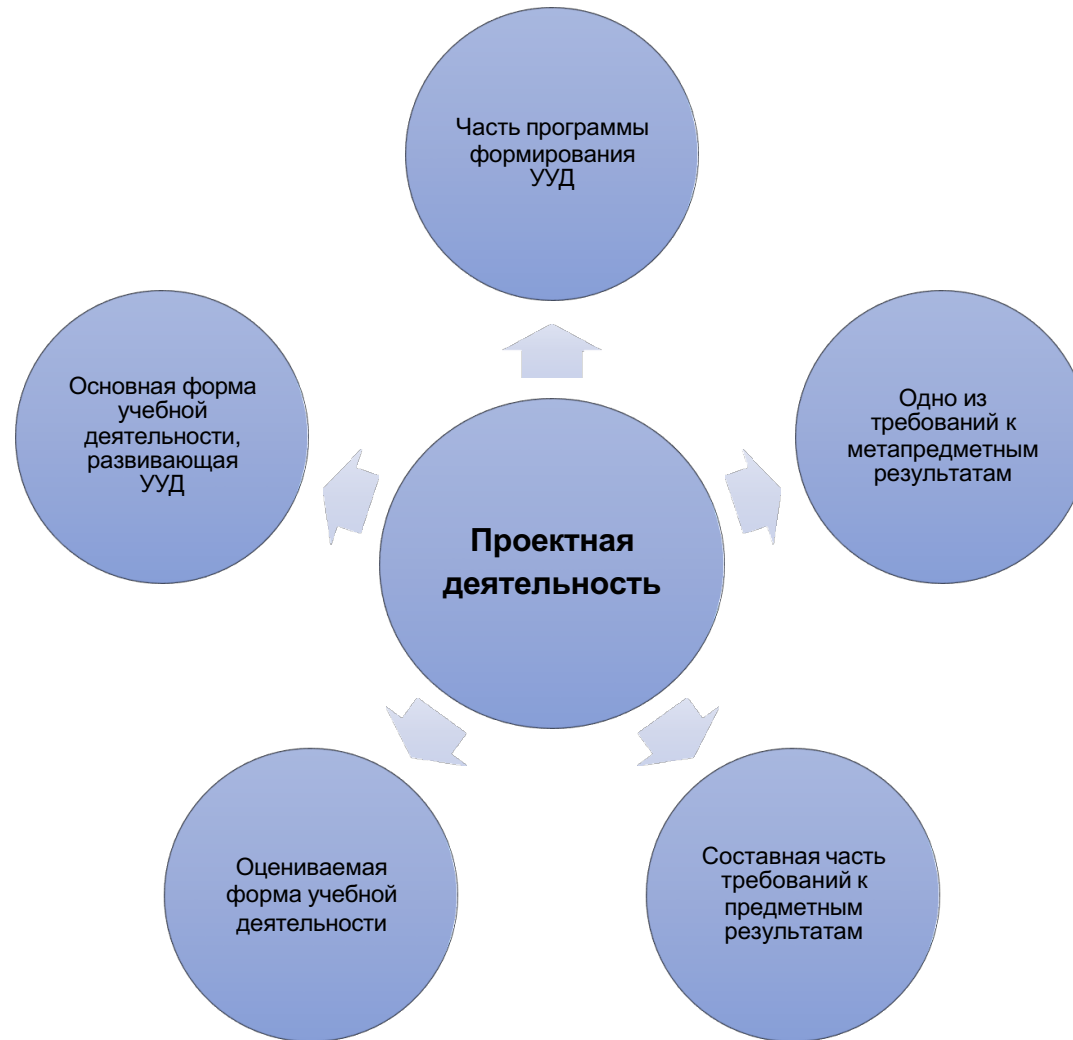 Часть программы
формирования
УУД
Основная форма
учебной
деятельности,
развивающая
УУД
Одно из
требований к
метапредметным
результатам
Проектная
деятельность
Оцениваемая
форма учебной
деятельности
Составная часть
требований к
предметным
результатам